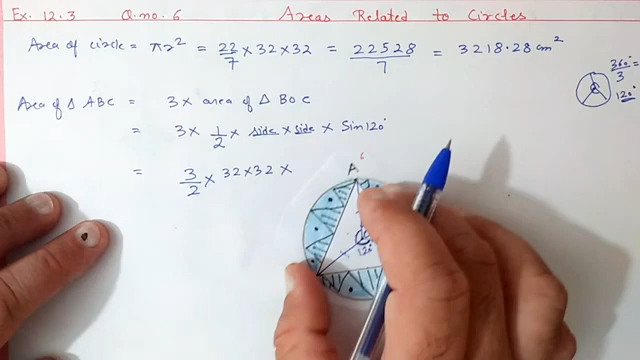 Ex. 12.3 Q.no. 6 Areas Related to Circles
Area of circle = πr² = 22/7 × 32 × 32 = 22528/7 = 3218.28 cm²
360°/3 =
120°
Area of Δ ABC = 3 × area of Δ BOC
= 3 × 1/2 × side × side × Sin 120°
= 3/2 × 32 × 32 ×
A
120